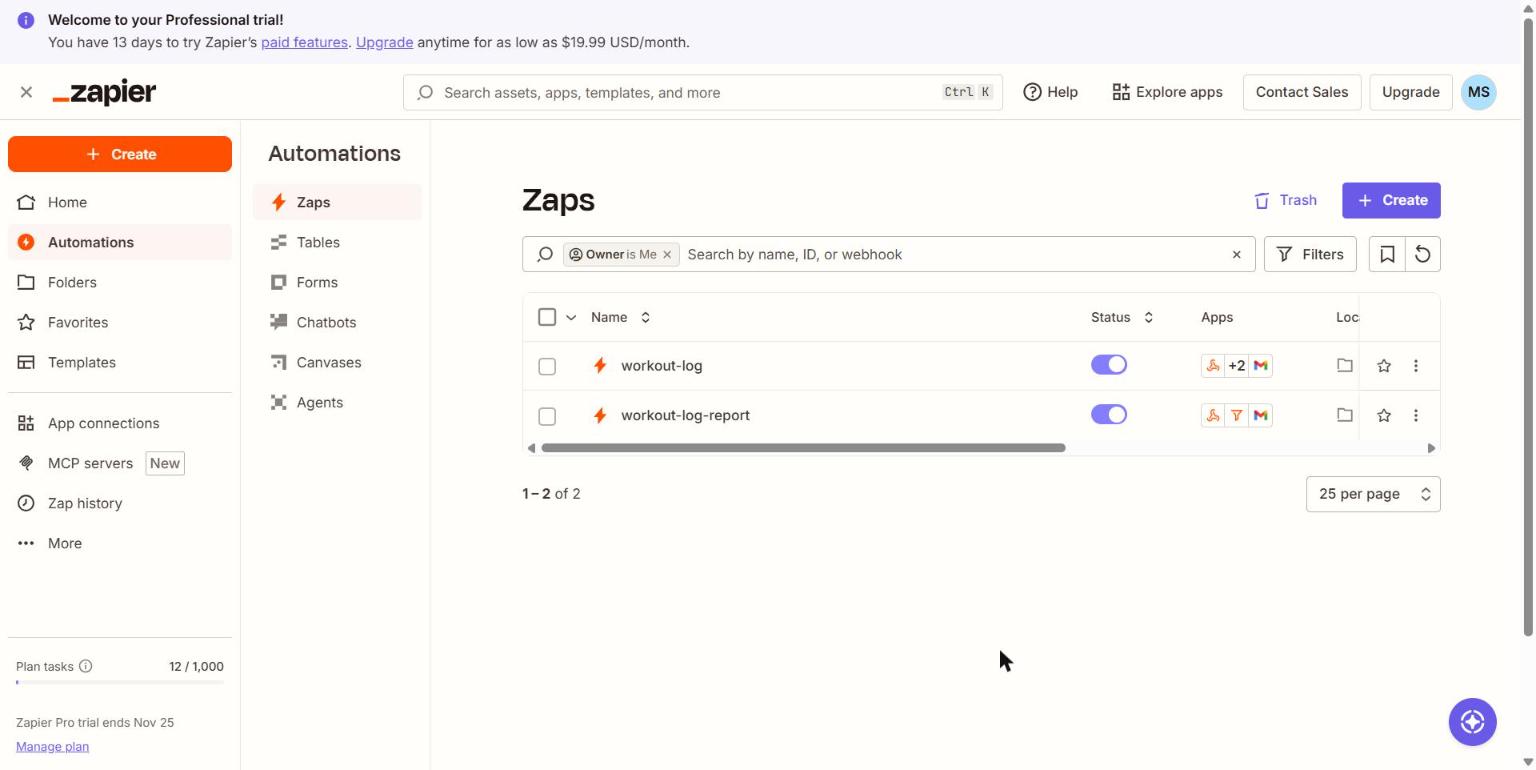 Welcome to your Professional trial!
You have 13 days to try Zapier's paid features. Upgrade anytime for as low as $19.99 USD/month.
zapier
Search assets, apps, templates, and more
Ctrl K
Help
Explore apps
Contact Sales
Upgrade
MS
+ Create
Home
Automations
Folders
Favorites
Templates
App connections
MCP servers New
Zap history
More
Plan tasks 12 / 1,000
Zapier Pro trial ends Nov 25
Manage plan
Automations
Zaps
Tables
Forms
Chatbots
Canvases
Agents
Zaps
Trash
+ Create
Owner is Me × Search by name, ID, or webhook
Filters
Name Status Apps Loc
workout-log +2
workout-log-report
1 – 2 of 2
25 per page